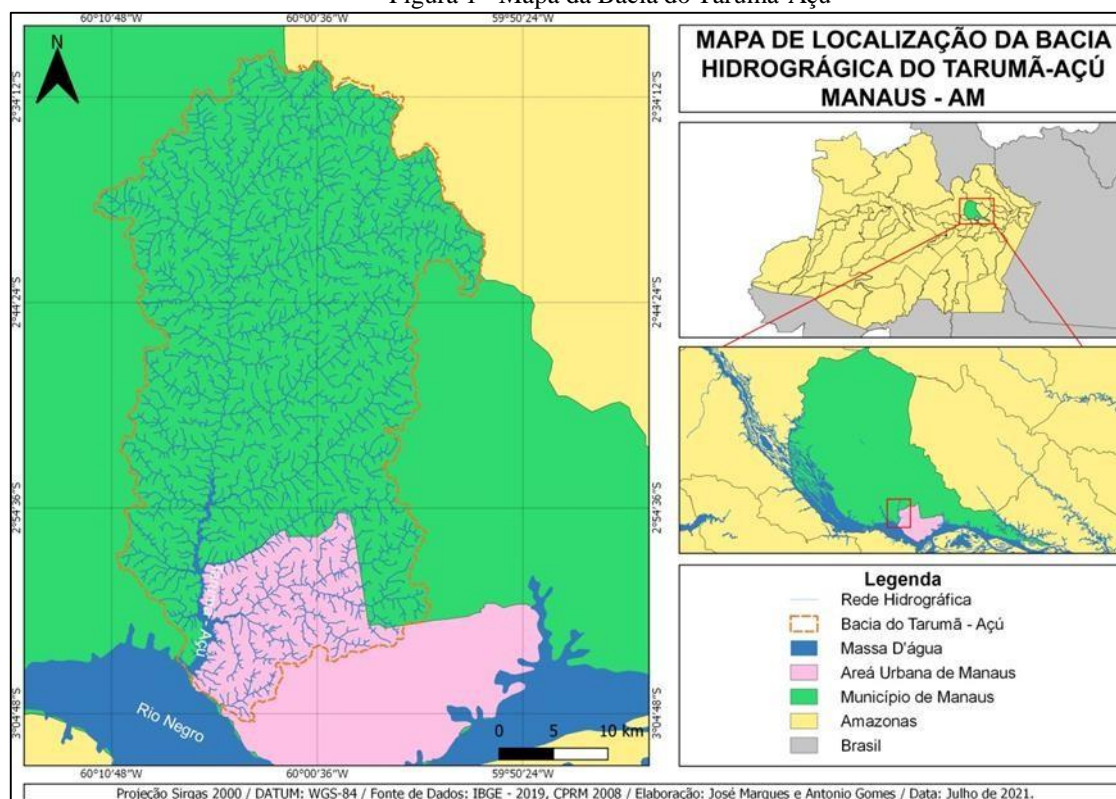 Figura 1 - Mapa da Bacia do Tarumã-Açú
60°10'48"W 60°00'36"W 59°50'24"W
N
2°34'12"S
2°44'24"S
2°54'36"S
3°04'48"S
2°34'12"S
2°44'24"S
2°54'36"S
3°04'48"S
Açú
Rio Negro
0 5 10 km
60°10'48"W 60°00'36"W 59°50'24"W
MAPA DE LOCALIZAÇÃO DA BACIA
HIDROGRÁGICA DO TARUMÃ-AÇÚ
MANAUS - AM
Legenda
Rede Hidrográfica
Bacia do Tarumã - Açú
Massa D'água
Areá Urbana de Manaus
Município de Manaus
Amazonas
Brasil
Projeção Sirgas 2000 / DATUM: WGS-84 / Fonte de Dados: IBGE - 2019, CPRM 2008 / Elaboração: José Marques e Antonio Gomes / Data: Julho de 2021.